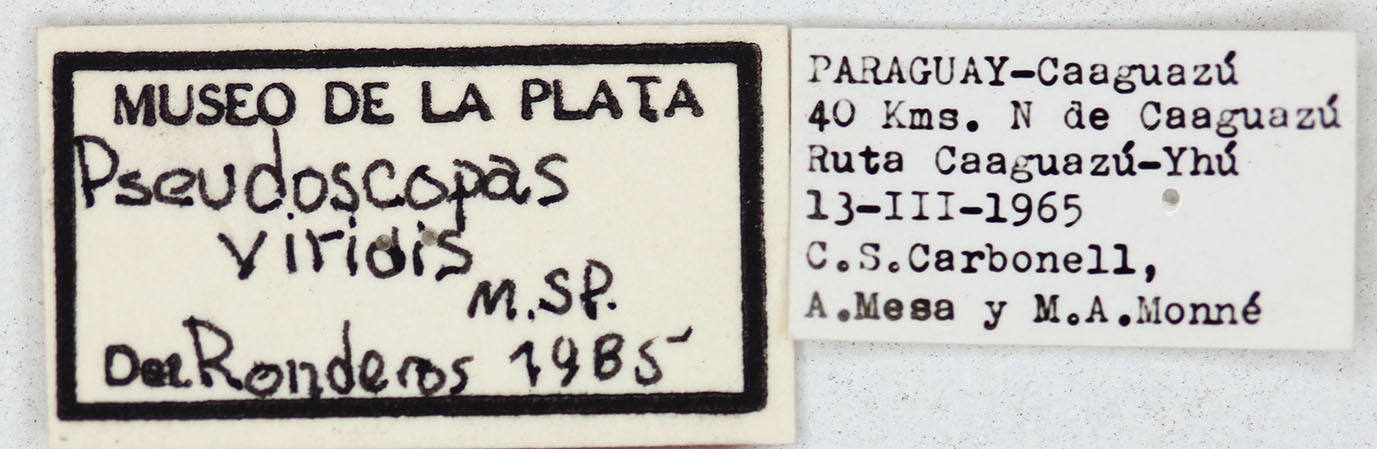 MUSEO DE LA PLATA
Pseudoscopas
viridis
n.sp.
Det. Ronderos 1985
PARAGUAY-Caaguazú
40 Kms. N de Caaguazú
Ruta Caaguazú-Yhú
13-III-1965
C.S.Carbonell,
A.Mesa y M.A.Monné